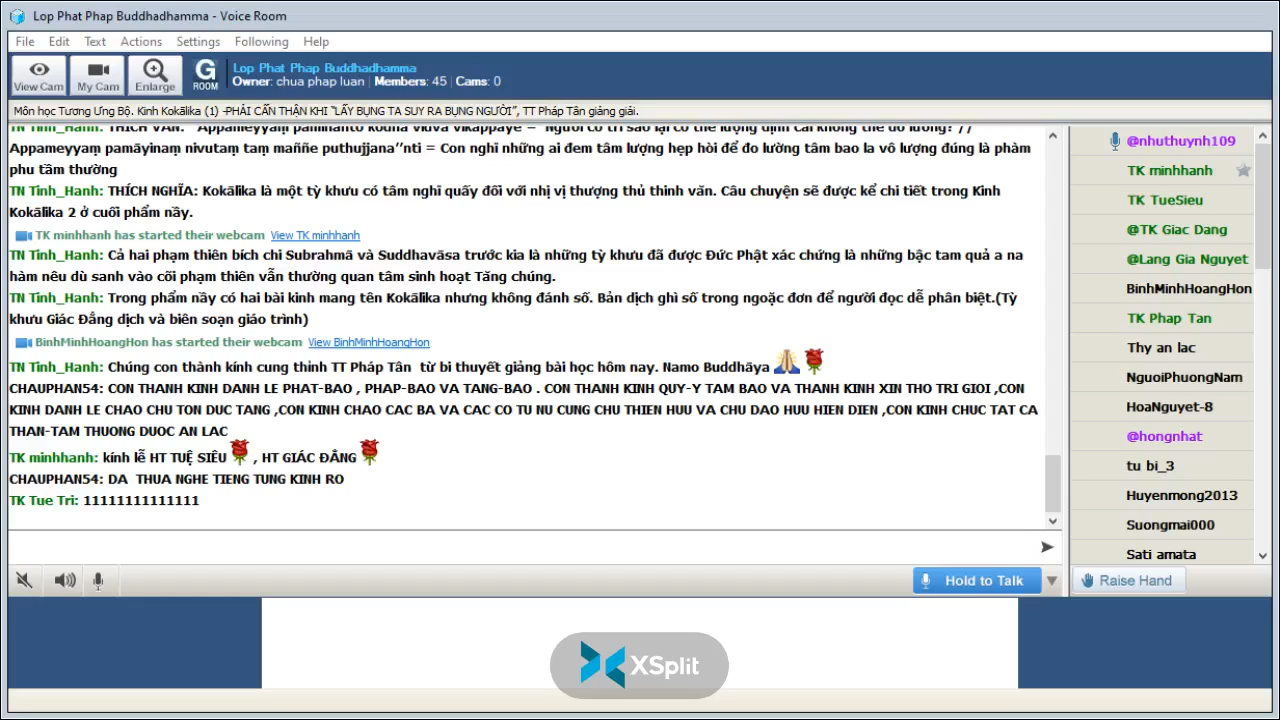 Lop Phat Phap Buddhadhamma - Voice Room
File Edit Text Actions Settings Following Help
View Cam My Cam Enlarge G ROOM
Lop Phat Phap Buddhadhamma
Owner: chua phap luan | Members: 45 | Cams: 0
Môn học Tương Ưng Bộ. Kinh Kokālika (1) -PHẢI CẨN THẬN KHI "LẤY BỤNG TA SUY RA BỤNG NGƯỜI", TT Pháp Tân giảng giải.
TN Tinh_Hanh: THÍCH VĂN:
Appameyyaṃ pamāyinaṃ nivutaṃ taṃ maññe puthujjana''nti = Con nghĩ những ai đem tâm lượng hẹp hòi để đo lường tâm bao la vô lượng đúng là phàm
phu tầm thường
TN Tinh_Hanh: THÍCH NGHĨA: Kokālika là một tỳ khưu có tâm nghĩ quấy đối với nhị vị thượng thủ thinh văn. Câu chuyện sẽ được kể chi tiết trong Kinh
Kokālika 2 ở cuối phẩm nầy.
TK minhhanh has started their webcam View TK minhhanh
TN Tinh_Hanh: Cả hai phạm thiên bích chi Subrahmā và Suddhavāsa trước kia là những tỳ khưu đã được Đức Phật xác chứng là những bậc tam quả a na
hàm nêu dù sanh vào cõi phạm thiên vẫn thường quan tâm sinh hoạt Tăng chúng.
TN Tinh_Hanh: Trong phẩm nầy có hai bài kinh mang tên Kokālika nhưng không đánh số. Bản dịch ghi số trong ngoặc đơn để người đọc dễ phân biệt.(Tỳ
khưu Giác Đẳng dịch và biên soạn giáo trình)
BinhMinhHoangHon has started their webcam View BinhMinhHoangHon
TN Tinh_Hanh: Chúng con thành kính cung thỉnh TT Pháp Tân từ bi thuyết giảng bài học hôm nay. Namo Buddhāya
CHAUPHAN54: CON THANH KINH DANH LE PHAT-BAO , PHAP-BAO VA TANG-BAO . CON THANH KINH QUY-Y TAM BAO VA THANH KINH XIN THO TRI GIOI ,CON
KINH DANH LE CHAO CHU TON DUC TANG ,CON KINH CHAO CAC BA VA CAC CO TU NU CUNG CHU THIEN HUU VA CHU DAO HUU HIEN DIEN ,CON KINH CHUC TAT CA
THAN-TAM THUONG DUOC AN LAC
TK minhhanh: kính lễ HT TUỆ SIÊU , HT GIÁC ĐẲNG
CHAUPHAN54: DA THUA NGHE TIENG TUNG KINH RO
TK Tue Tri: 11111111111111
@nhuthuynh109
TK minhhanh
TK TueSieu
@TK Giac Dang
@Lang Gia Nguyet
BinhMinhHoangHon
TK Phap Tan
Thy an lac
NguoiPhuongNam
HoaNguyet-8
@hongnhat
tu bi_3
Huyenmong2013
Suongmai000
Sati amata
Hold to Talk
Raise Hand
XSplit